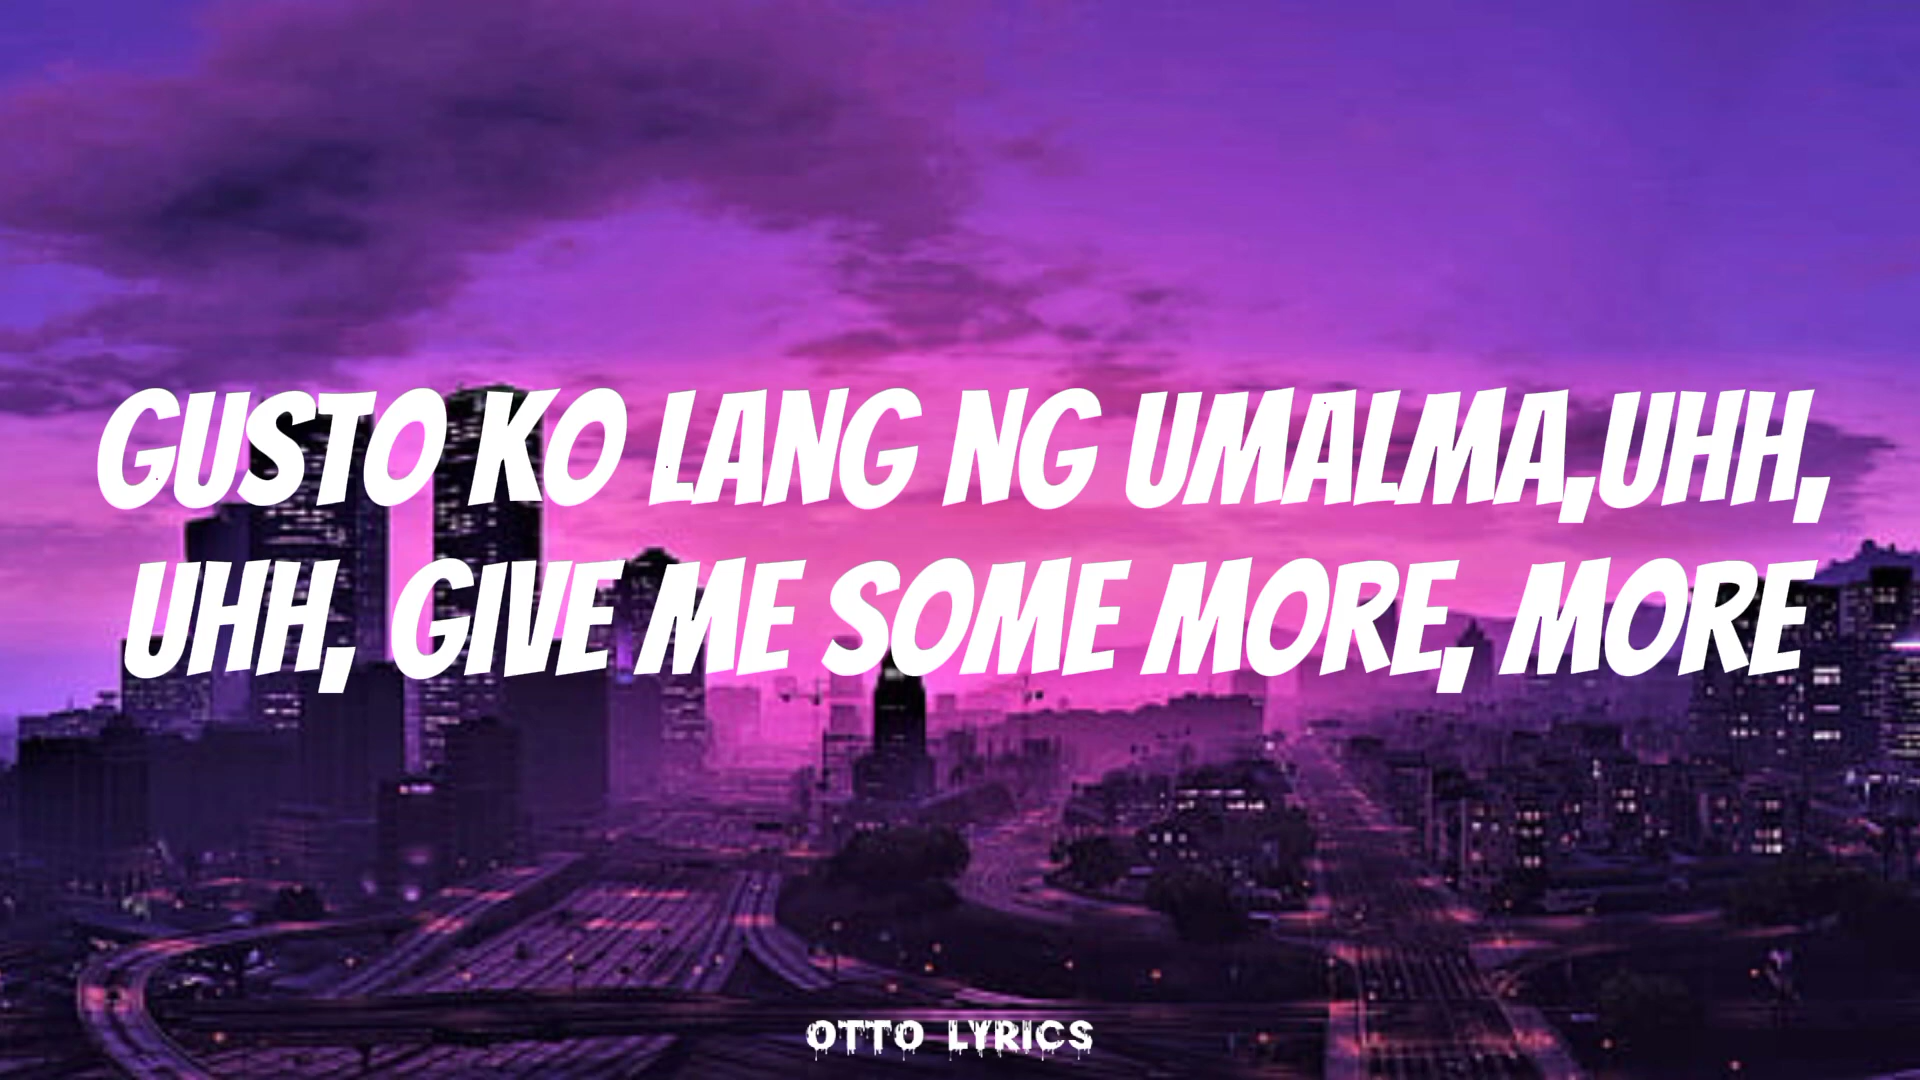 GUSTO KO LANG NG UMALMA,UHH,
UHH, GIVE ME SOME MORE, MORE
OTTO LYRICS